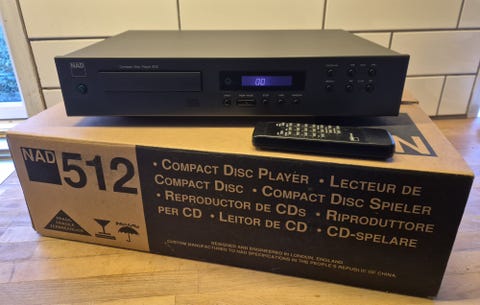 NAD
Compact Disc Player 512
00
NAD
512
• COMPACT DISC PLAYER • LECTEUR DE
COMPACT DISC • COMPACT DISC SPIELER
• REPRODUCTOR DE CDS • RIPRODUTTORE
PER CD • LEITOR DE CD • CD-SPELARE
DESIGNED AND ENGINEERED IN LONDON, ENGLAND
CUSTOM MANUFACTURED TO NAD SPECIFICATIONS IN THE PEOPLE'S REPUBLIC OF CHINA